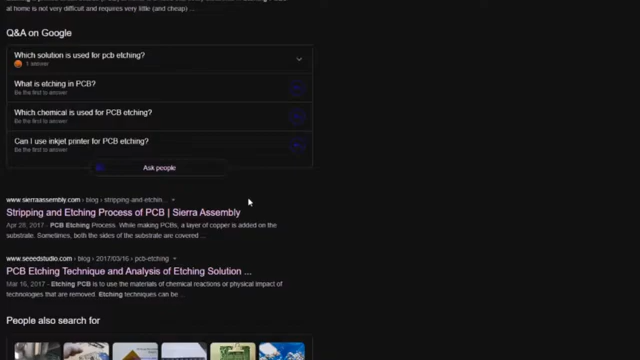 at home is not very difficult and requires very little (and cheap) ...
Q&A on Google
Which solution is used for pcb etching?
1 answer
What is etching in PCB?
Be the first to answer
Which chemical is used for PCB etching?
Be the first to answer
Can I use inkjet printer for PCB etching?
Be the first to answer
Ask people
www.sierraassembly.com › blog › stripping-and-etchin...
Stripping and Etching Process of PCB | Sierra Assembly
Apr 28, 2017 - PCB Etching Process. While making PCBs, a layer of copper is added on the
substrate. Sometimes, both the sides of the substrate are covered ...
www.seeedstudio.com › blog › 2017/03/16 › pcb-etching
PCB Etching Technique and Analysis of Etching Solution ...
Mar 16, 2017 - Etching PCB is to use the materials of chemical reactions or physical impact of
technologies that are removed. Etching techniques can be ...
People also search for